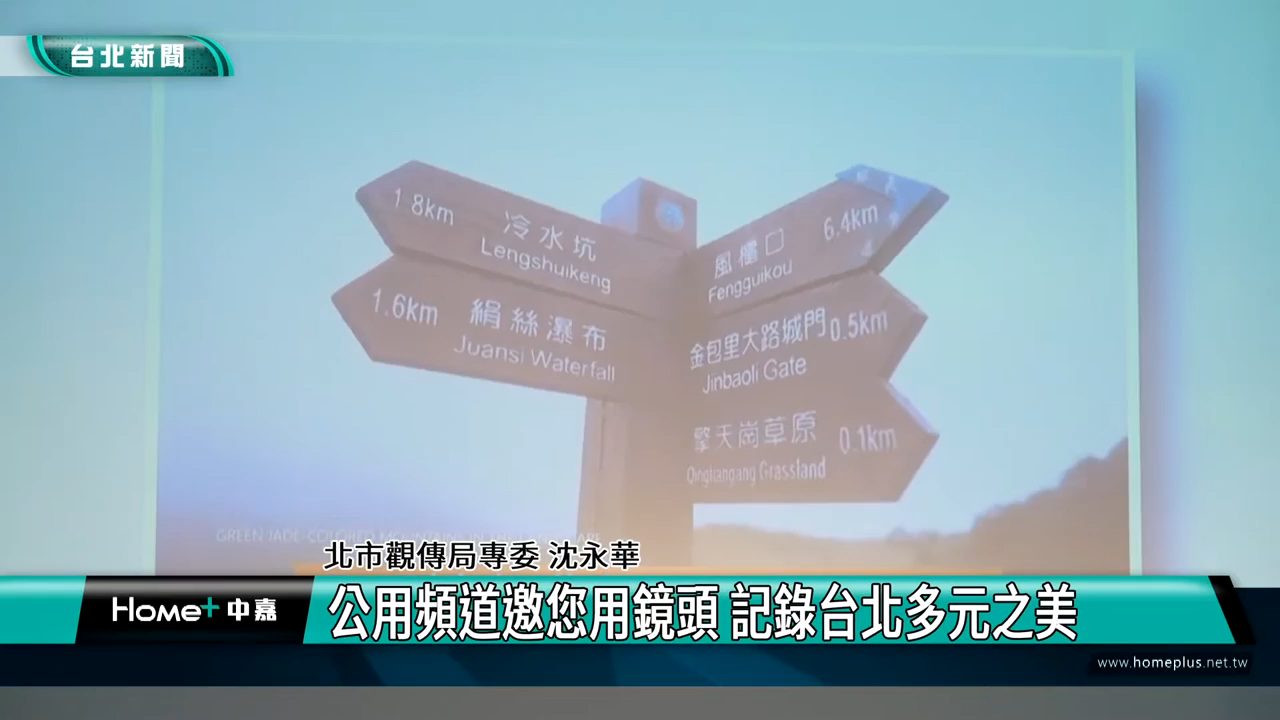 台北新聞
1.8km 冷水坑
Lengshuikeng
1.6km 絹絲瀑布
Juansi Waterfall
風櫃口 6.4km
Fengguikou
金包里大路城門 0.5km
Jinbaoli Gate
擎天崗草原 0.1km
Qingtiangang Grassland
GREEN JADE-COLORED MOUNTAIN
北市觀傳局專委 沈永華
Home+ 中嘉
公用頻道邀您用鏡頭 記錄台北多元之美
www.homeplus.net.tw